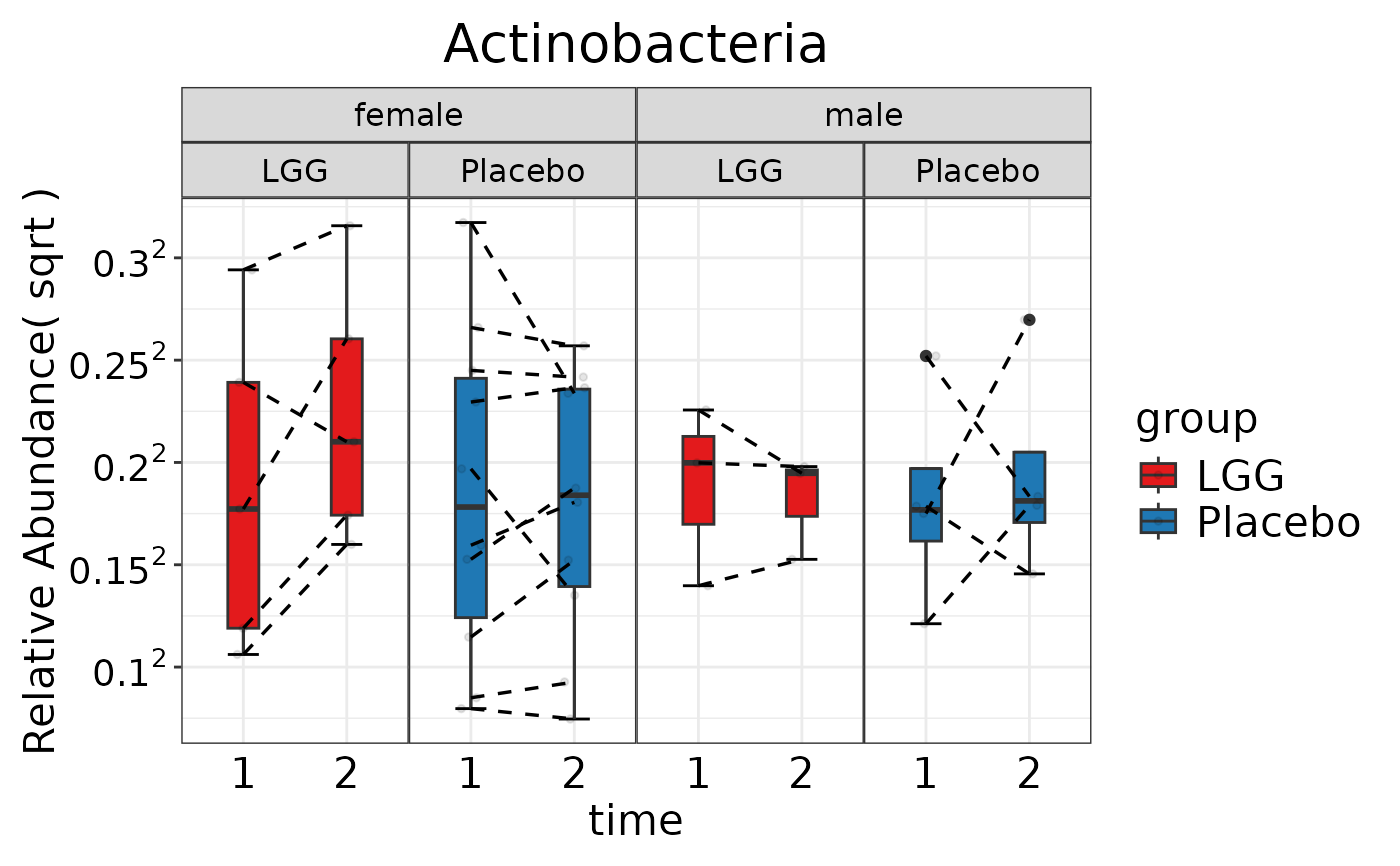 Actinobacteria
female male
LGG Placebo LGG Placebo
Relative Abundance( sqrt )
0.3²
0.25²
0.2²
0.15²
0.1²
1 2 1 2 1 2 1 2
time
group
LGG
Placebo